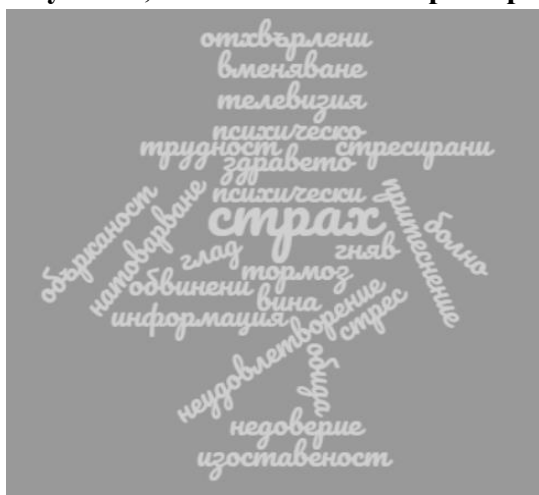 отхвърлени
вменяване
телевизия
психическо
трудност
стресирани
здравето
психически
страх
притеснение
болно
объркансот
натоварване
глад
гняв
тормоз
обвинени
вина
информация
неудовлетворение
стрес
обида
недоверие
изоставеност